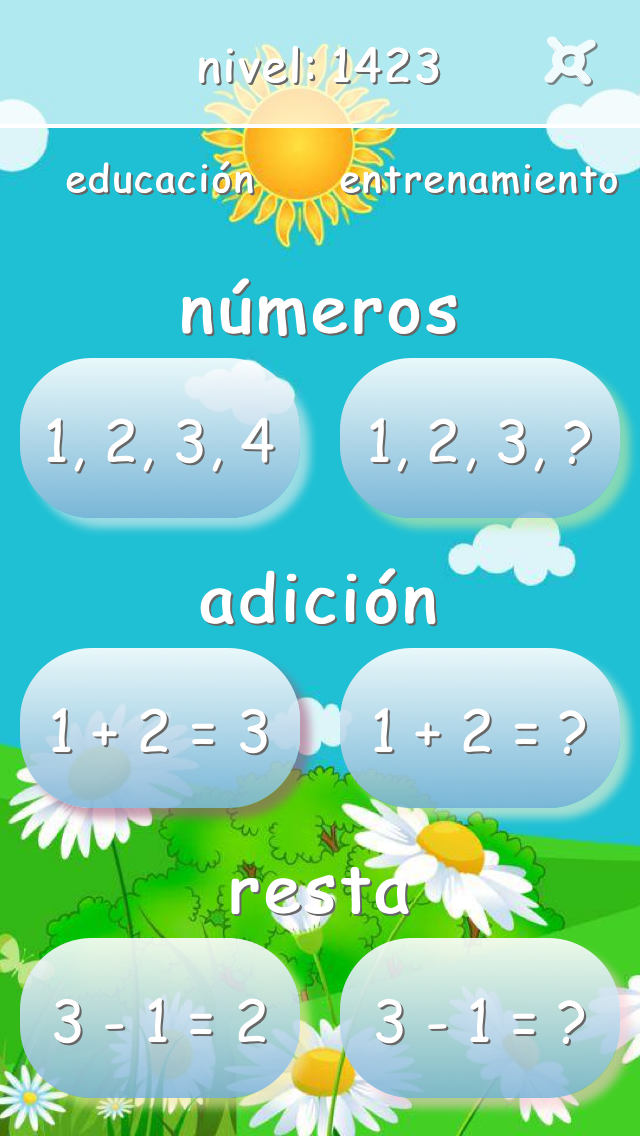 nivel: 1423
educación entrenamiento
números
1, 2, 3, 4 1, 2, 3, ?
adición
1 + 2 = 3 1 + 2 = ?
resta
3 - 1 = 2 3 - 1 = ?